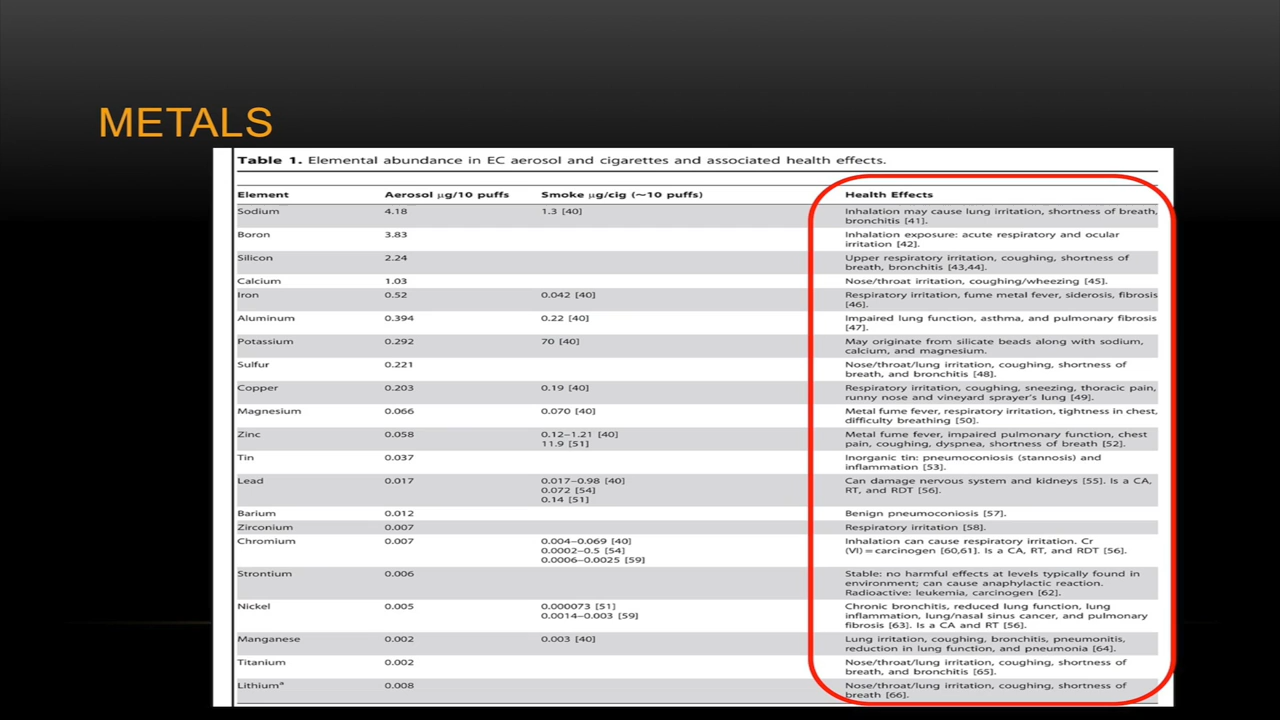 METALS
Table 1. Elemental abundance in EC aerosol and cigarettes and associated health effects.
Element Aerosol μg/10 puffs Smoke μg/cig (~10 puffs) Health Effects
Sodium 4.18 1.3 [40] Inhalation may cause lung irritation, shortness of breath,
bronchitis [41].
Boron 3.83 Inhalation exposure: acute respiratory and ocular
irritation [42].
Silicon 2.24 Upper respiratory irritation, coughing, shortness of
breath, bronchitis [43,44].
Calcium 1.03 Nose/throat irritation, coughing/wheezing [45].
Iron 0.52 0.042 [40] Respiratory irritation, fume metal fever, siderosis, fibrosis
[46].
Aluminum 0.394 0.22 [40] Impaired lung function, asthma, and pulmonary fibrosis
[47].
Potassium 0.292 70 [40] May originate from silicate beads along with sodium,
calcium, and magnesium.
Sulfur 0.221 Nose/throat/lung irritation, coughing, shortness of
breath, and bronchitis [48].
Copper 0.203 0.19 [40] Respiratory irritation, coughing, sneezing, thoracic pain,
runny nose and vineyard sprayer's lung [49].
Magnesium 0.066 0.070 [40] Metal fume fever, respiratory irritation, tightness in chest,
difficulty breathing [50].
Zinc 0.058 0.12–1.21 [40] Metal fume fever, impaired pulmonary function, chest
11.9 [51] pain, coughing, dyspnea, shortness of breath [52].
Tin 0.037 Inorganic tin: pneumoconiosis (stannosis) and
inflammation [53].
Lead 0.017 0.017–0.98 [40] Can damage nervous system and kidneys [55]. Is a CA,
0.072 [54] RT, and RDT [56].
0.14 [51]
Barium 0.012 Benign pneumoconiosis [57].
Zirconium 0.007 Respiratory irritation [58].
Chromium 0.007 0.004–0.069 [40] Inhalation can cause respiratory irritation. Cr
0.0002–0.5 [54] (VI)=carcinogen [60,61]. Is a CA, RT, and RDT [56].
0.0006–0.0025 [59]
Strontium 0.006 Stable: no harmful effects at levels typically found in
environment; can cause anaphylactic reaction.
Radioactive: leukemia, carcinogen [62].
Nickel 0.005 0.000073 [51] Chronic bronchitis, reduced lung function, lung
0.0014–0.003 [59] inflammation, lung/nasal sinus cancer, and pulmonary
fibrosis [63]. Is a CA and RT [56].
Manganese 0.002 0.003 [40] Lung irritation, coughing, bronchitis, pneumonitis,
reduction in lung function, and pneumonia [64].
Titanium 0.002 Nose/throat/lung irritation, coughing, shortness of
breath, and bronchitis [65].
Lithiumᵃ 0.008 Nose/throat/lung irritation, coughing, shortness of
breath [66].